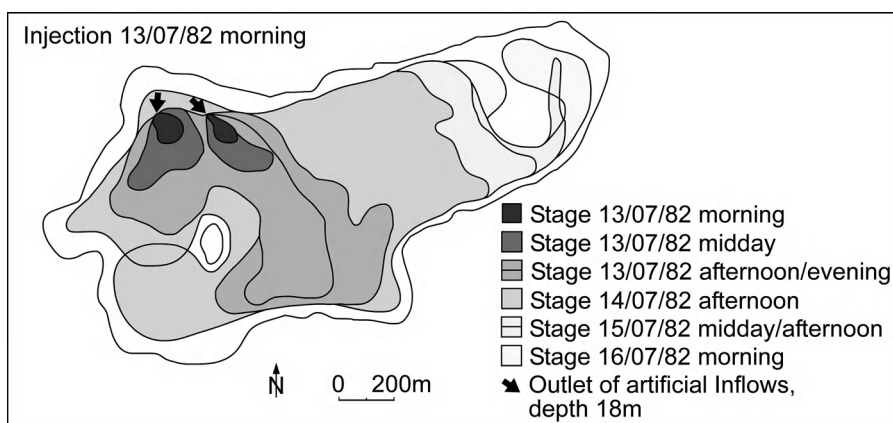 Injection 13/07/82 morning
Stage 13/07/82 morning
Stage 13/07/82 midday
Stage 13/07/82 afternoon/evening
Stage 14/07/82 afternoon
Stage 15/07/82 midday/afternoon
Stage 16/07/82 morning
Outlet of artificial Inflows,
depth 18m
N
0 200m